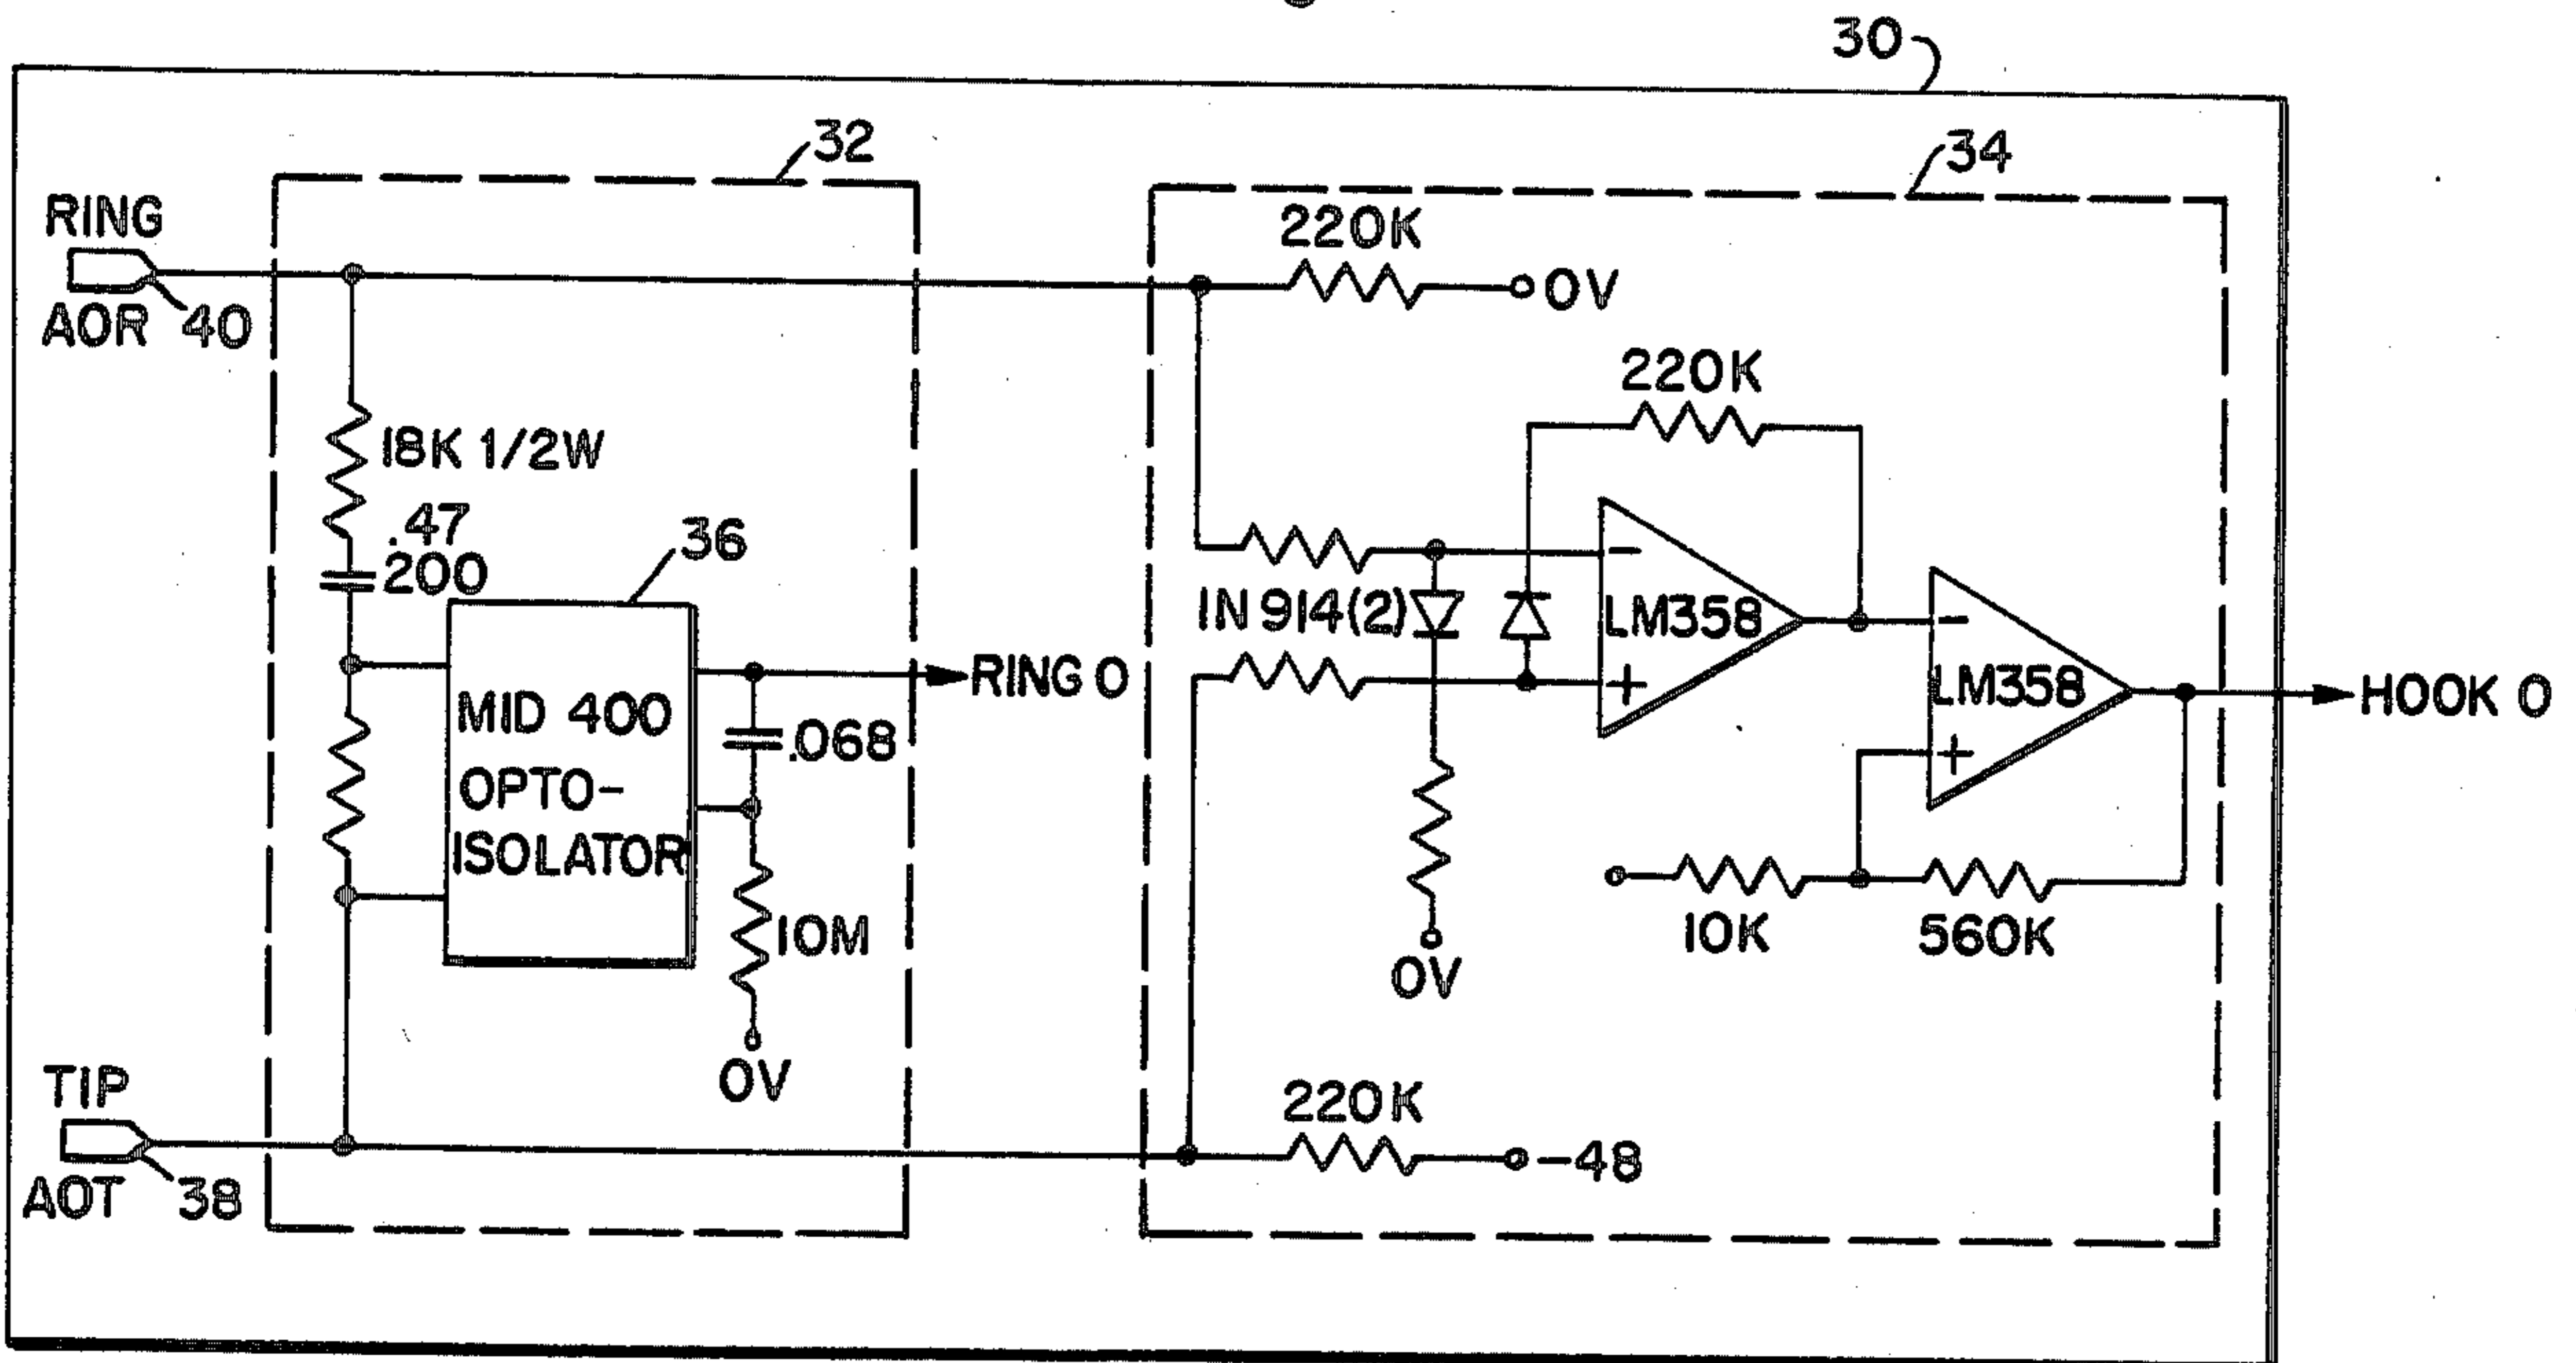 30
32
34
RING
AOR 40
220K
0V
220K
18K 1/2W
.47
200
36
IN 914(2)
-
+
LM358
-
+
LM358
MID 400
OPTO-
ISOLATOR
RING 0
.068
HOOK 0
10K
560K
10M
0V
0V
TIP
AOT 38
220K
-48